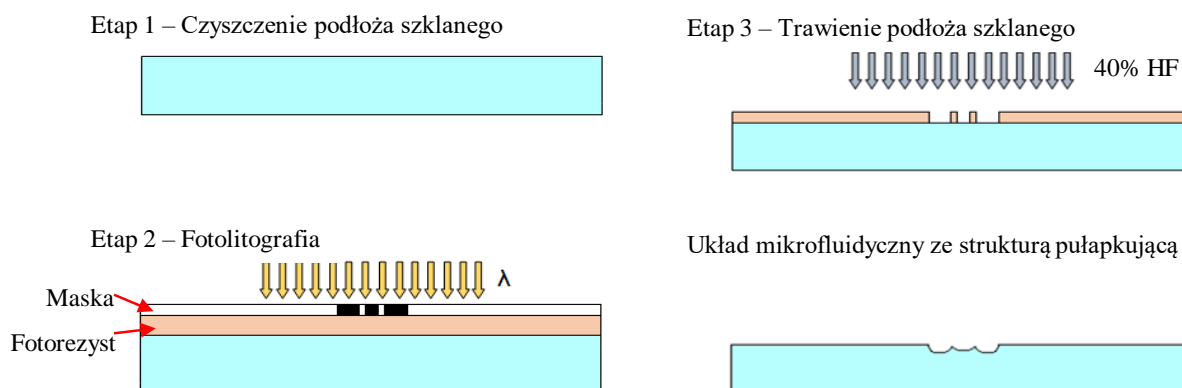 Etap 1 – Czyszczenie podłoża szklanego
Etap 2 – Fotolitografia
λ
Maska
Fotorezyst
Etap 3 – Trawienie podłoża szklanego
40% HF
Układ mikrofluidyczny ze strukturą pułapkującą